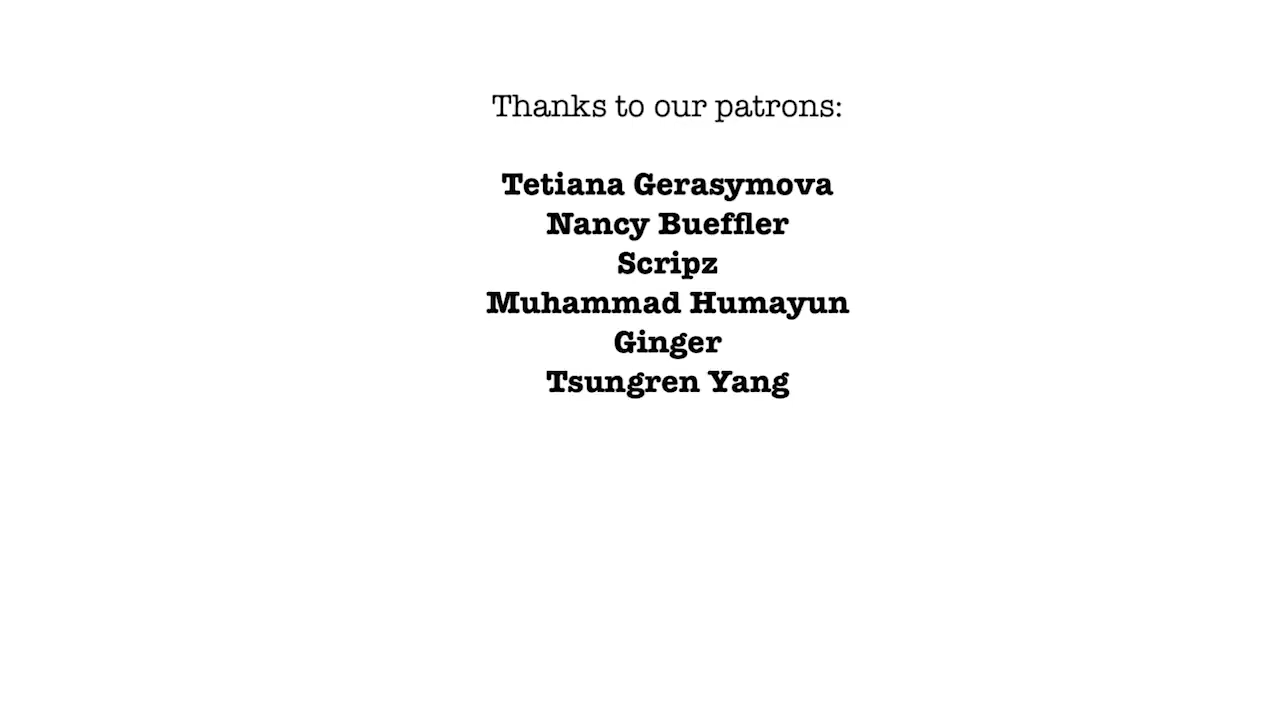 Thanks to our patrons:
Tetiana Gerasymova
Nancy Bueffler
Scripz
Muhammad Humayun
Ginger
Tsungren Yang